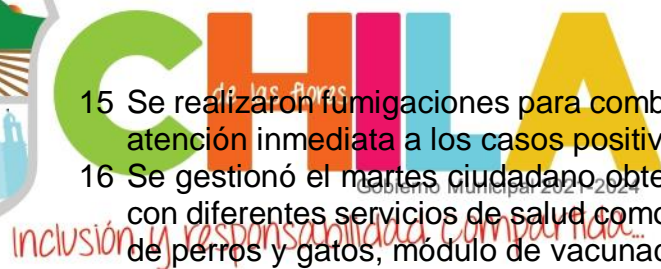 CHILA
de las flores
15 Se realizaron fumigaciones para comb
atención inmediata a los casos positiv
16 Se gestionó el martes ciudadano obte
Gobierno Municipal 2021-2024
con diferentes servicios de salud como
Inclusión y responsabilidad compartida...
de perros y gatos, módulo de vacunac